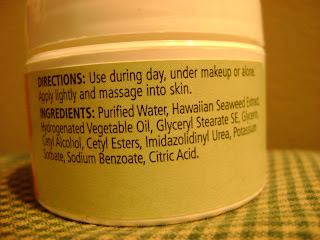 DIRECTIONS: Use during day, under makeup or alone.
Apply lightly and massage into skin.
INGREDIENTS: Purified Water, Hawaiian Seaweed Extract,
Hydrogenated Vegetable Oil, Glyceryl Stearate SE, Glycerin,
Cetyl Alcohol, Cetyl Esters, Imidazolidinyl Urea, Potassium
Sorbate, Sodium Benzoate, Citric Acid.